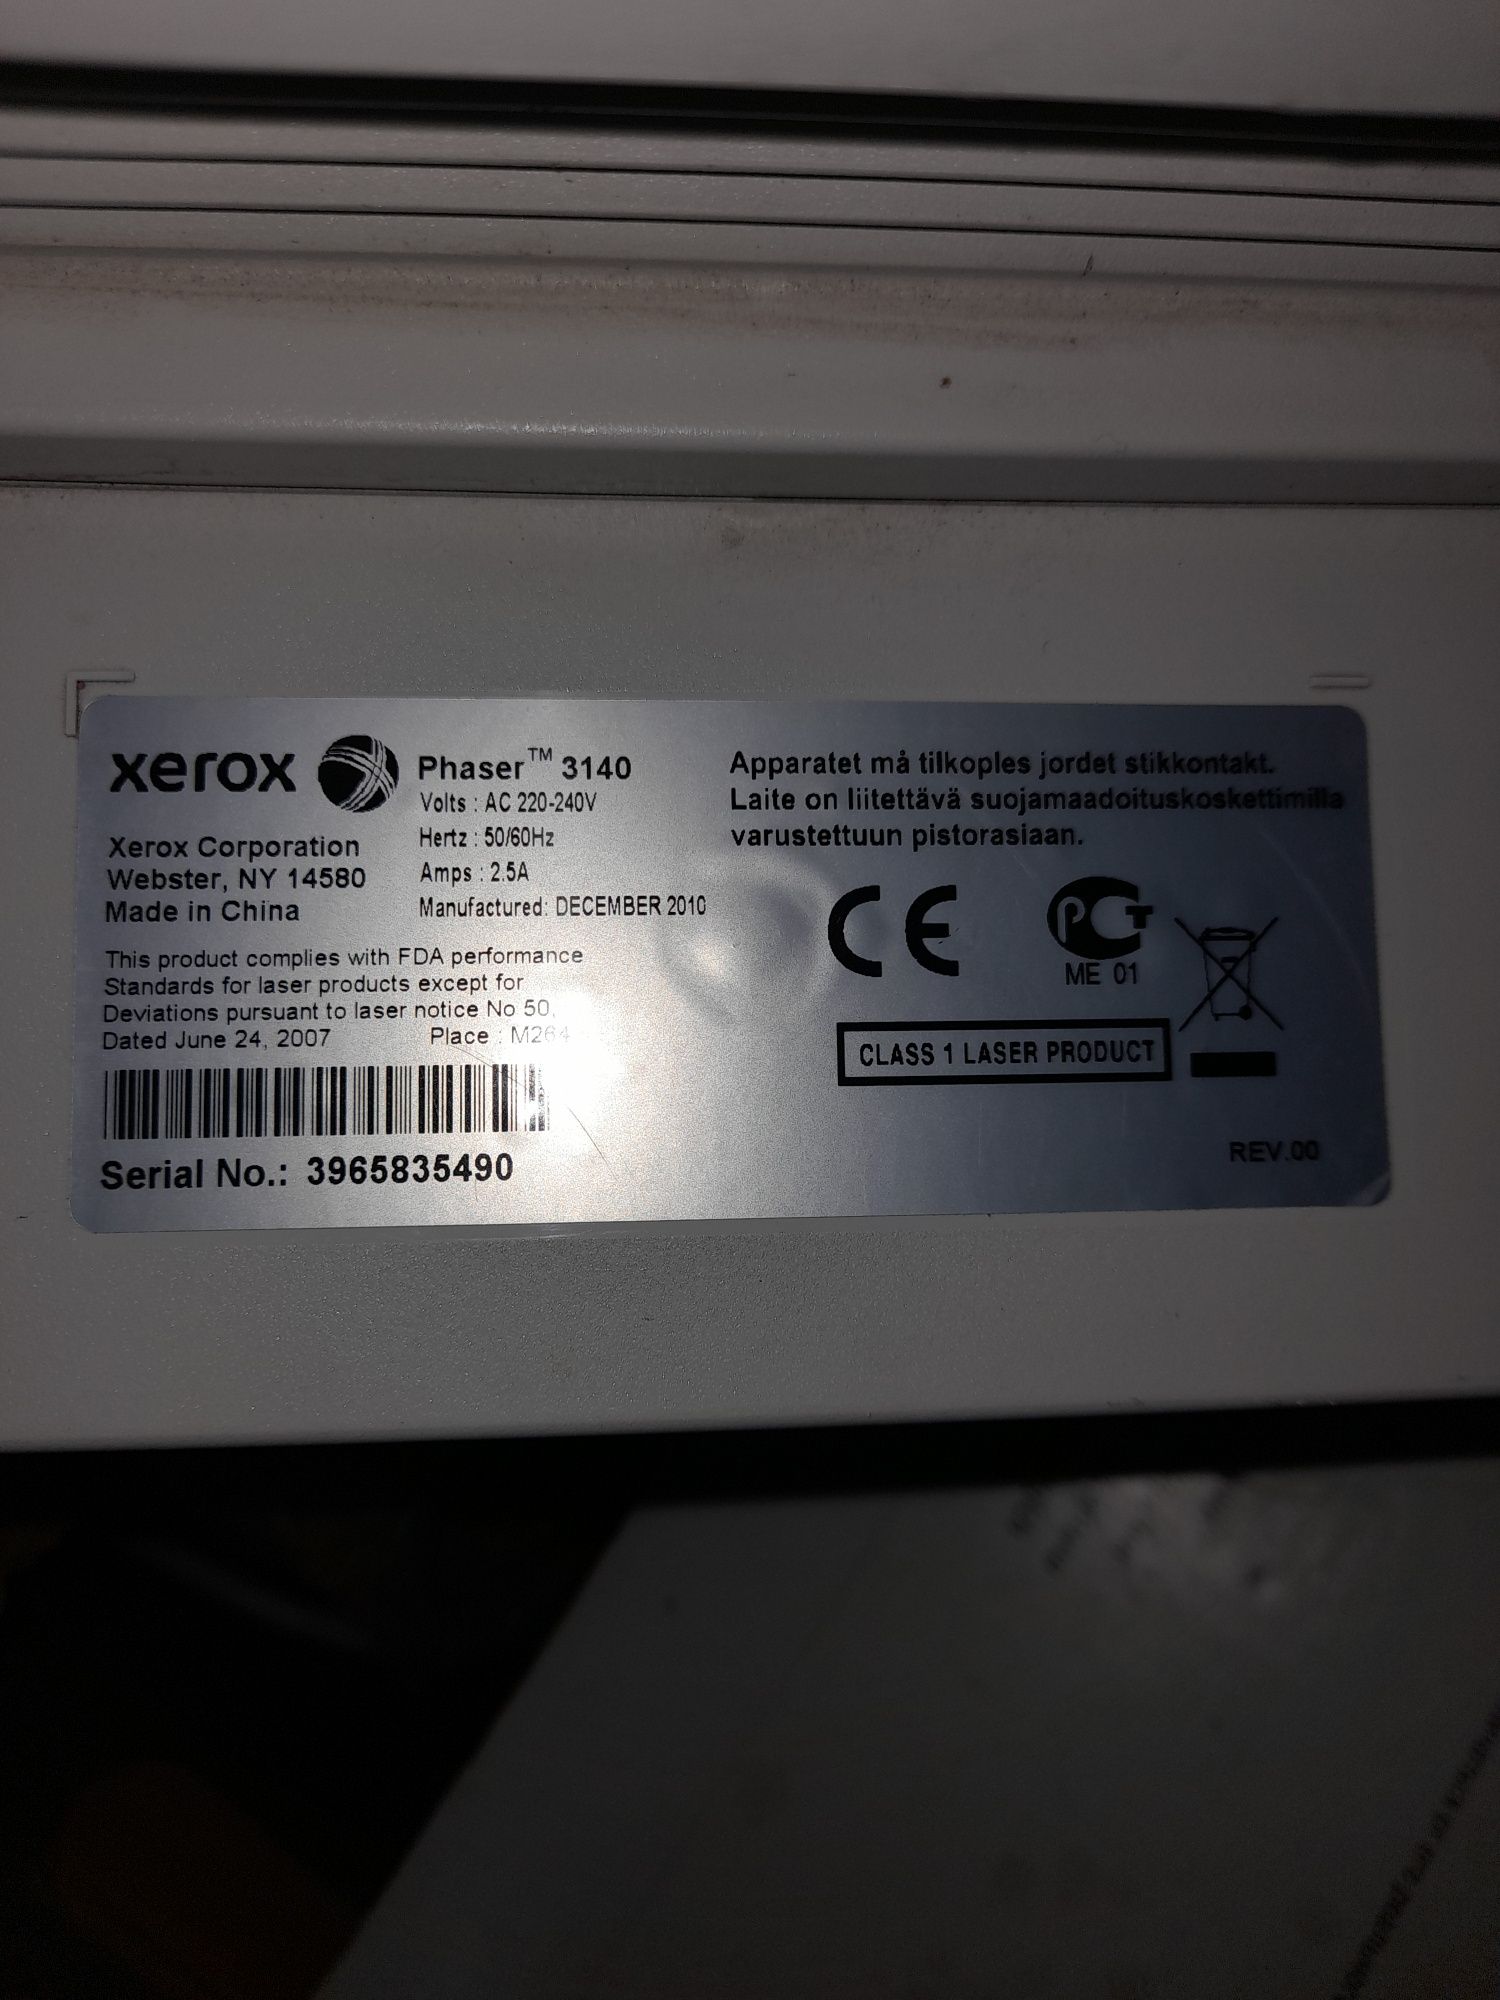 xerox
Phaser™ 3140
Volts : AC 220-240V
Hertz : 50/60Hz
Amps : 2.5A
Manufactured: DECEMBER 2010
Xerox Corporation
Webster, NY 14580
Made in China
This product complies with FDA performance
Standards for laser products except for
Deviations pursuant to laser notice No 50,
Dated June 24, 2007 Place : M264
Serial No.: 3965835490
Apparatet må tilkoples jordet stikkontakt.
Laite on liitettävä suojamaadoituskoskettimilla
varustettuun pistorasiaan.
CE
PCT
ME 01
CLASS 1 LASER PRODUCT
REV.00